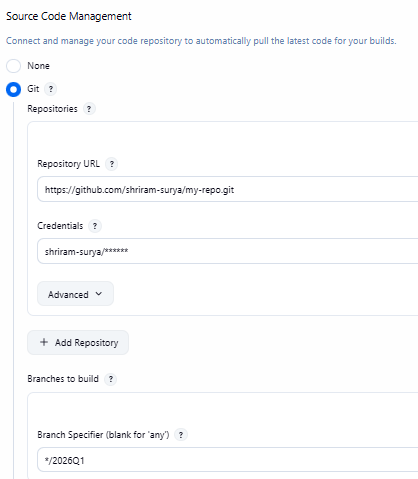 Source Code Management
Connect and manage your code repository to automatically pull the latest code for your builds.
None
Git ?
Repositories ?
Repository URL ?
https://github.com/shriram-surya/my-repo.git
Credentials ?
shriram-surya/******
Advanced
+ Add Repository
Branches to build ?
Branch Specifier (blank for 'any') ?
*/2026Q1